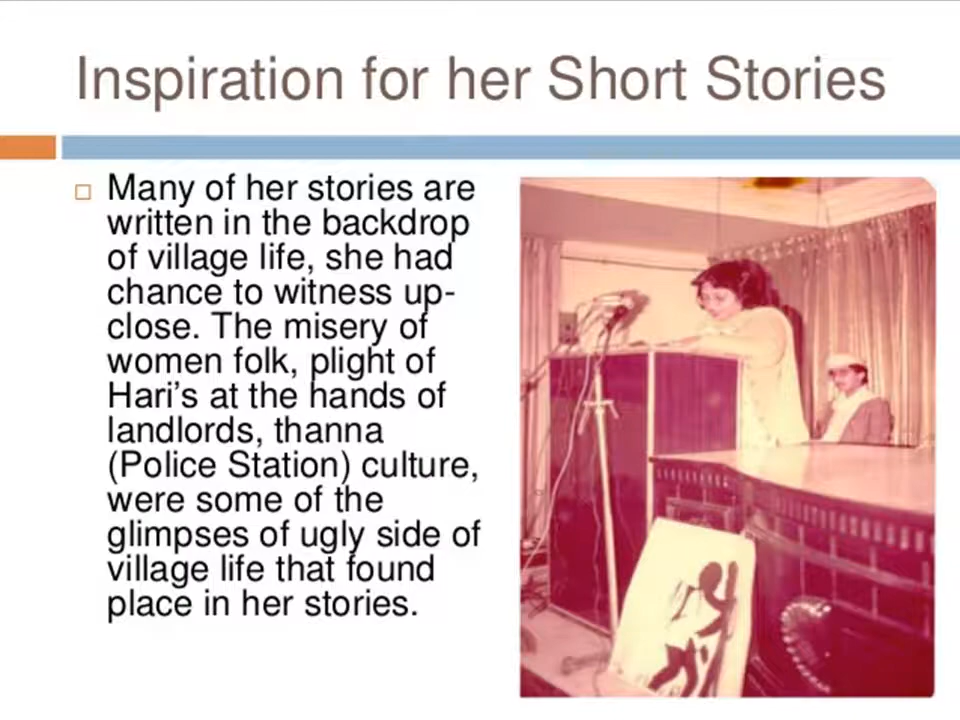 Inspiration for her Short Stories
Many of her stories are
written in the backdrop
of village life, she had
chance to witness up-
close. The misery of
women folk, plight of
Hari's at the hands of
landlords, thanna
(Police Station) culture,
were some of the
glimpses of ugly side of
village life that found
place in her stories.